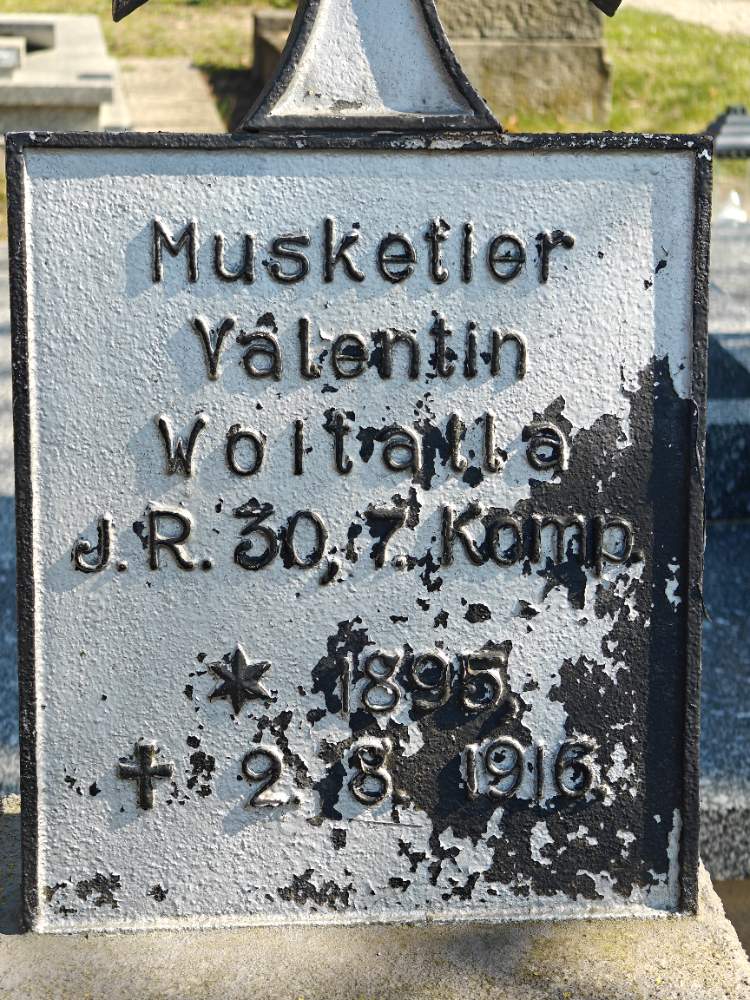 Musketier
Valentin
Woitalla
J.R. 30, 7. Komp.
* 1895,
† 2. 8. 1916.